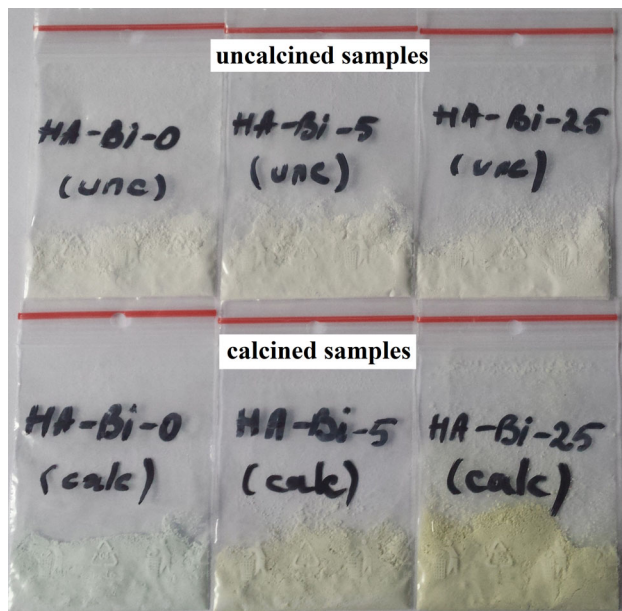 uncalcined samples
HA-Bi-0
(unc)
HA-Bi-5
(unc)
HA-Bi-25
(unc)
calcined samples
HA-Bi-0
(calc)
HA-Bi-5
(calc)
HA-Bi-25
(calc)